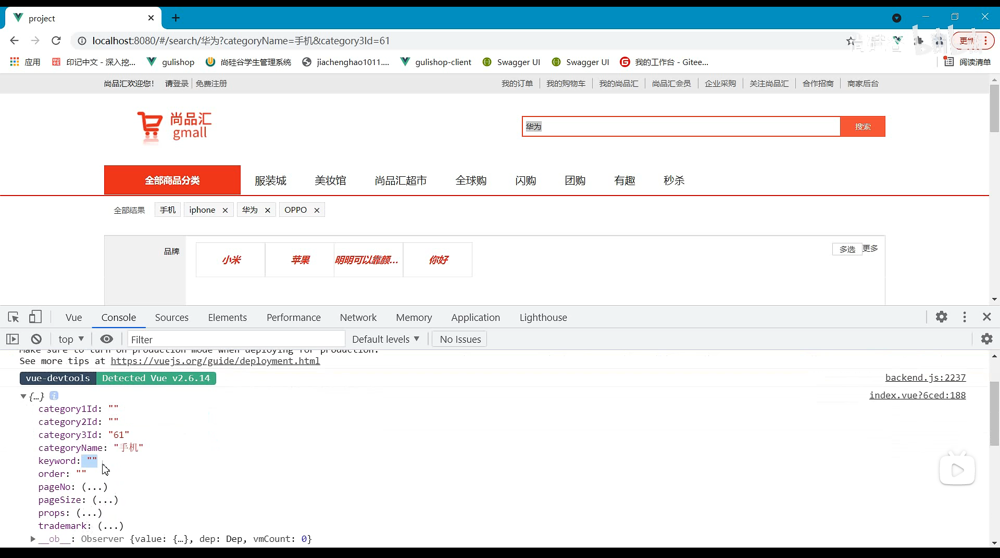 project
localhost:8080/#/search/华为?categoryName=手机&category3Id=61
更新
应用 印记中文 - 深入挖... gulishop 尚硅谷学生管理系统 jiachenghao1011.... gulishop-client Swagger UI Swagger UI 我的工作台 - Gitee... 阅读清单
尚品汇欢迎您! 请登录 免费注册 我的订单 我的购物车 我的尚品汇 尚品汇会员 企业采购 关注尚品汇 合作招商 商家后台
尚品汇
gmall
华为 搜索
全部商品分类 服装城 美妆馆 尚品汇超市 全球购 闪购 团购 有趣 秒杀
全部结果 手机 iphone × 华为 × OPPO ×
品牌 小米 苹果 明明可以靠颜... 你好 多选 更多
Vue Console Sources Elements Performance Network Memory Application Lighthouse
top Filter Default levels No Issues
Make sure to turn on production mode when deploying for production.
See more tips at https://vuejs.org/guide/deployment.html
vue-devtools Detected Vue v2.6.14 backend.js:2237
{…} i index.vue?6ced:188
category1Id: ""
category2Id: ""
category3Id: "61"
categoryName: "手机"
keyword: ""
order: ""
pageNo: (...)
pageSize: (...)
props: (...)
trademark: (...)
__ob__: Observer {value: {…}, dep: Dep, vmCount: 0}